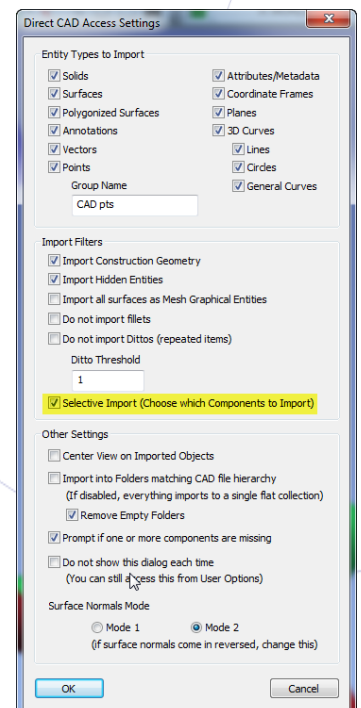 Direct CAD Access Settings
Entity Types to Import
Solids
Surfaces
Polygonized Surfaces
Annotations
Vectors
Points
Group Name
CAD pts
Attributes/Metadata
Coordinate Frames
Planes
3D Curves
Lines
Circles
General Curves
Import Filters
Import Construction Geometry
Import Hidden Entities
Import all surfaces as Mesh Graphical Entities
Do not import fillets
Do not import Dittos (repeated items)
Ditto Threshold
1
Selective Import (Choose which Components to Import)
Other Settings
Center View on Imported Objects
Import into Folders matching CAD file hierarchy
(If disabled, everything imports to a single flat collection)
Remove Empty Folders
Prompt if one or more components are missing
Do not show this dialog each time
(You can still access this from User Options)
Surface Normals Mode
Mode 1
Mode 2
(if surface normals come in reversed, change this)
OK
Cancel